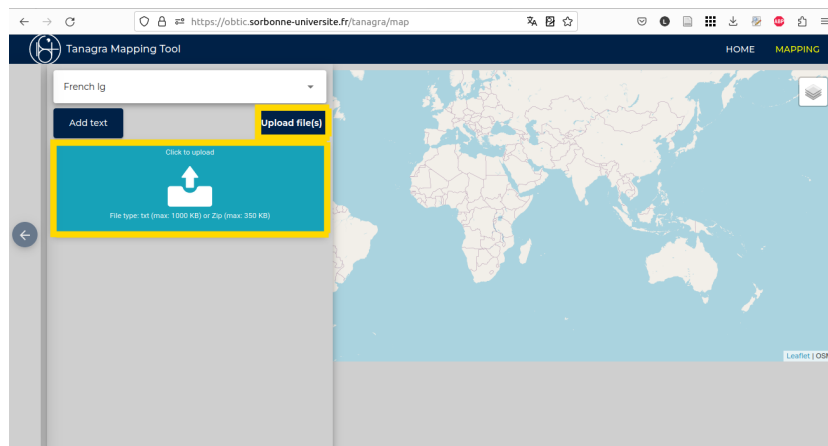 https://obtic.sorbonne-universite.fr/tanagra/map
Tanagra Mapping Tool
HOME
MAPPING
French lg
Add text
Upload file(s)
Click to upload
File type: txt (max: 1000 KB) or Zip (max: 350 KB)
Leaflet | OSM